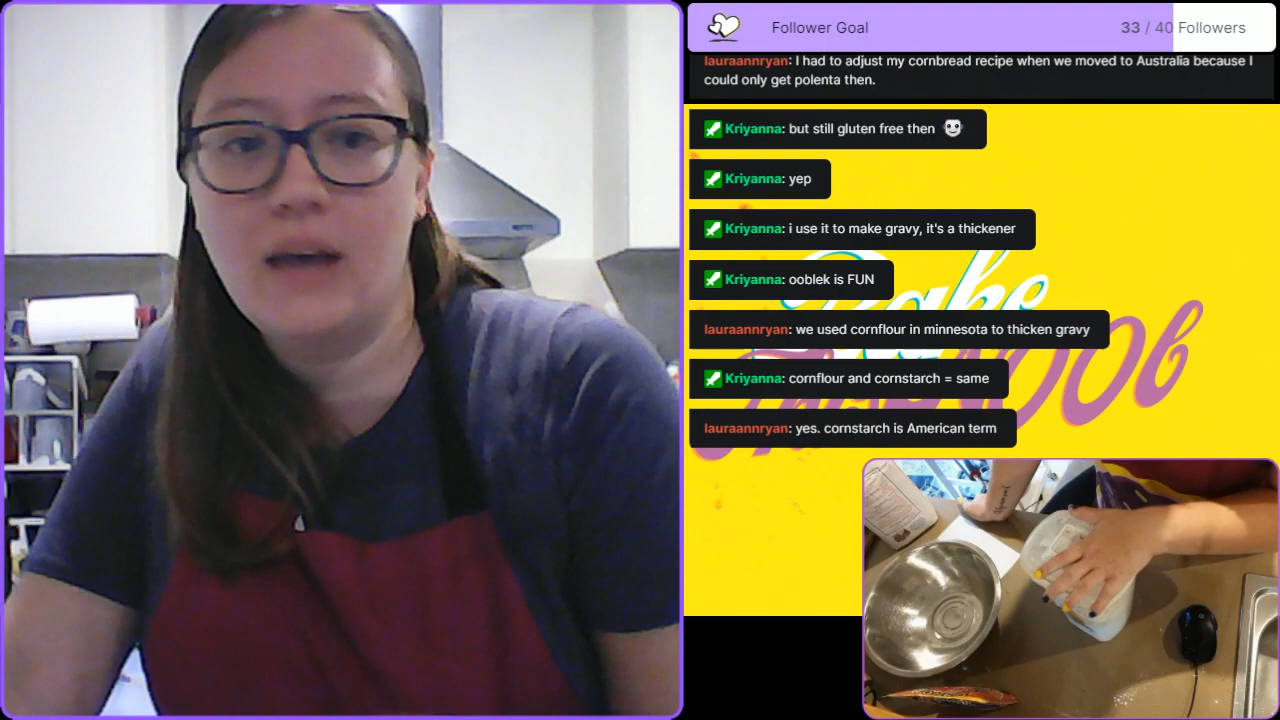 Follower Goal
33 / 40 Followers
lauraannryan: I had to adjust my cornbread recipe when we moved to Australia because I
could only get polenta then.
Kriyanna: but still gluten free then
Kriyanna: yep
Kriyanna: i use it to make gravy, it's a thickener
Kriyanna: ooblek is FUN
lauraannryan: we used cornflour in minnesota to thicken gravy
Kriyanna: cornflour and cornstarch = same
lauraannryan: yes. cornstarch is American term
Bake